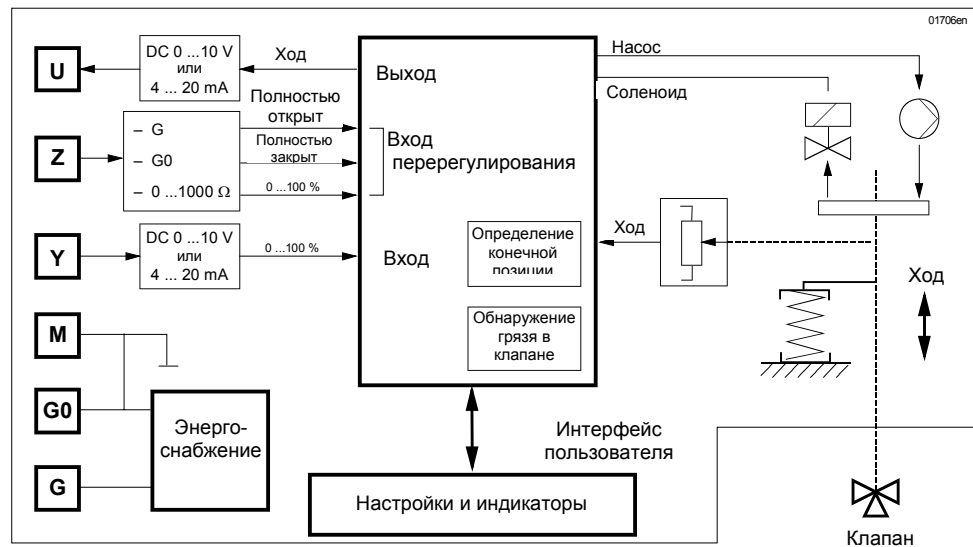 01706en
U
DC 0 ...10 V
или
4 ... 20 mA
Ход
Выход
Насос
Соленоид
Z
– G
– G0
– 0 ...1000 Ω
Полностью
открыт
Полностью
закрыт
0 ...100 %
Вход
перерегулирования
Y
DC 0 ...10 V
или
4 ... 20 mA
0 ...100 %
Вход
Определение
конечной
позиции
Ход
Ход
Обнаружение
грязя в
клапане
M
G0
G
Энерго-
снабжение
Интерфейс
пользователя
Настройки и индикаторы
Клапан